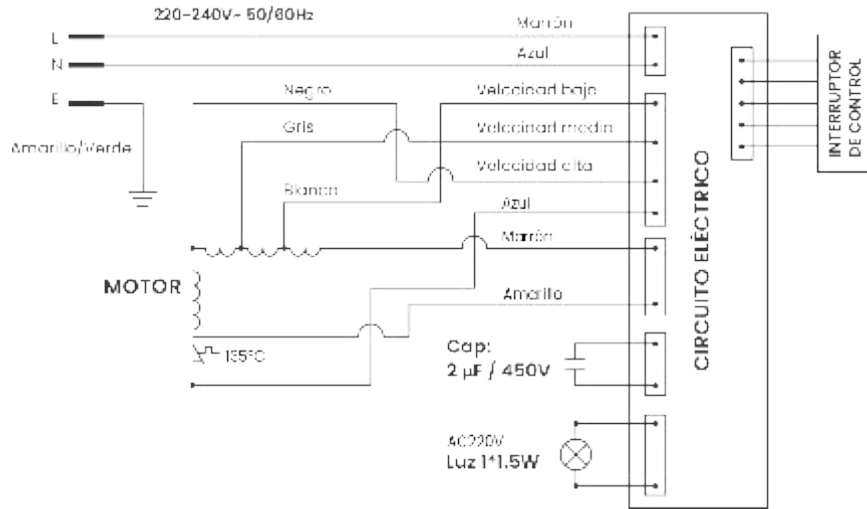 220-240V~ 50/60Hz
L
N
E
Amarillo/Verde
Marrón
Azul
Negro
Gris
Blanco
Velocidad baja
Velocidad media
Velocidad alta
Azul
Marrón
Amarillo
MOTOR
135°C
Cap:
2 µF / 450V
AC220V
Luz 1*1.5W
CIRCUITO ELÉCTRICO
INTERRUPTOR
DE CONTROL